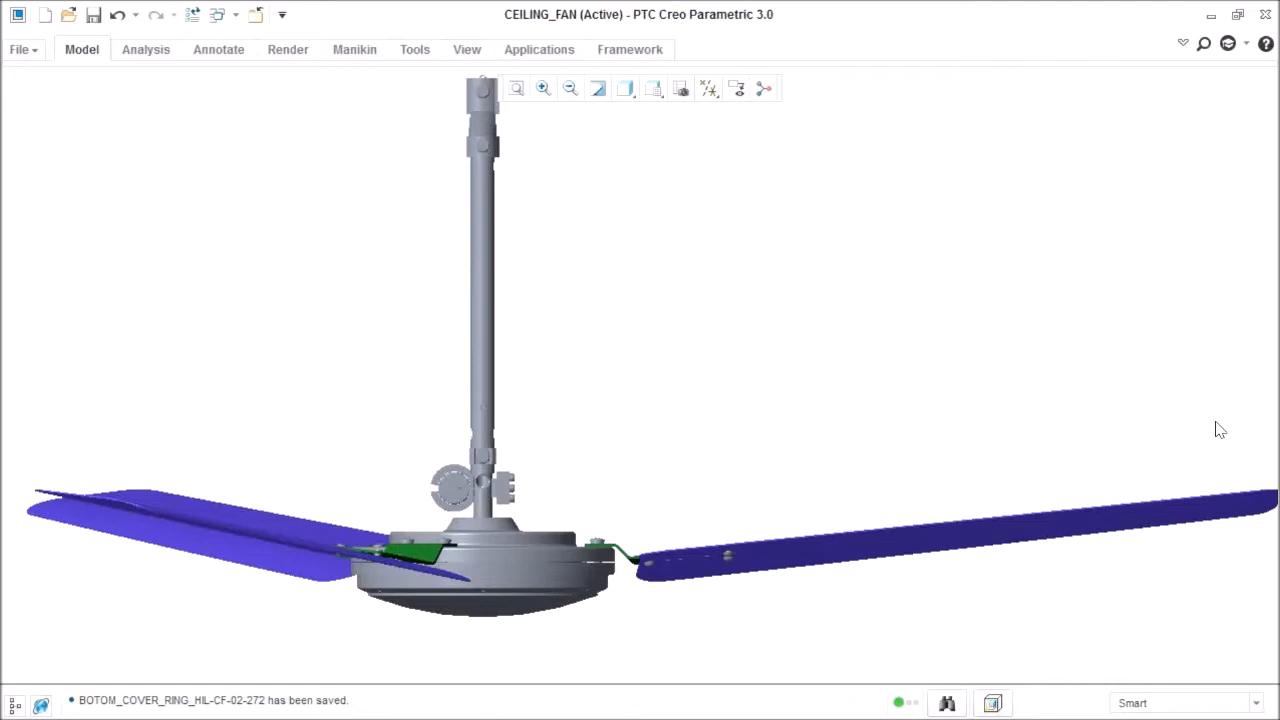 CEILING_FAN (Active) - PTC Creo Parametric 3.0
File Model Analysis Annotate Render Manikin Tools View Applications Framework
BOTOM_COVER_RING_HIL-CF-02-272 has been saved.
Smart